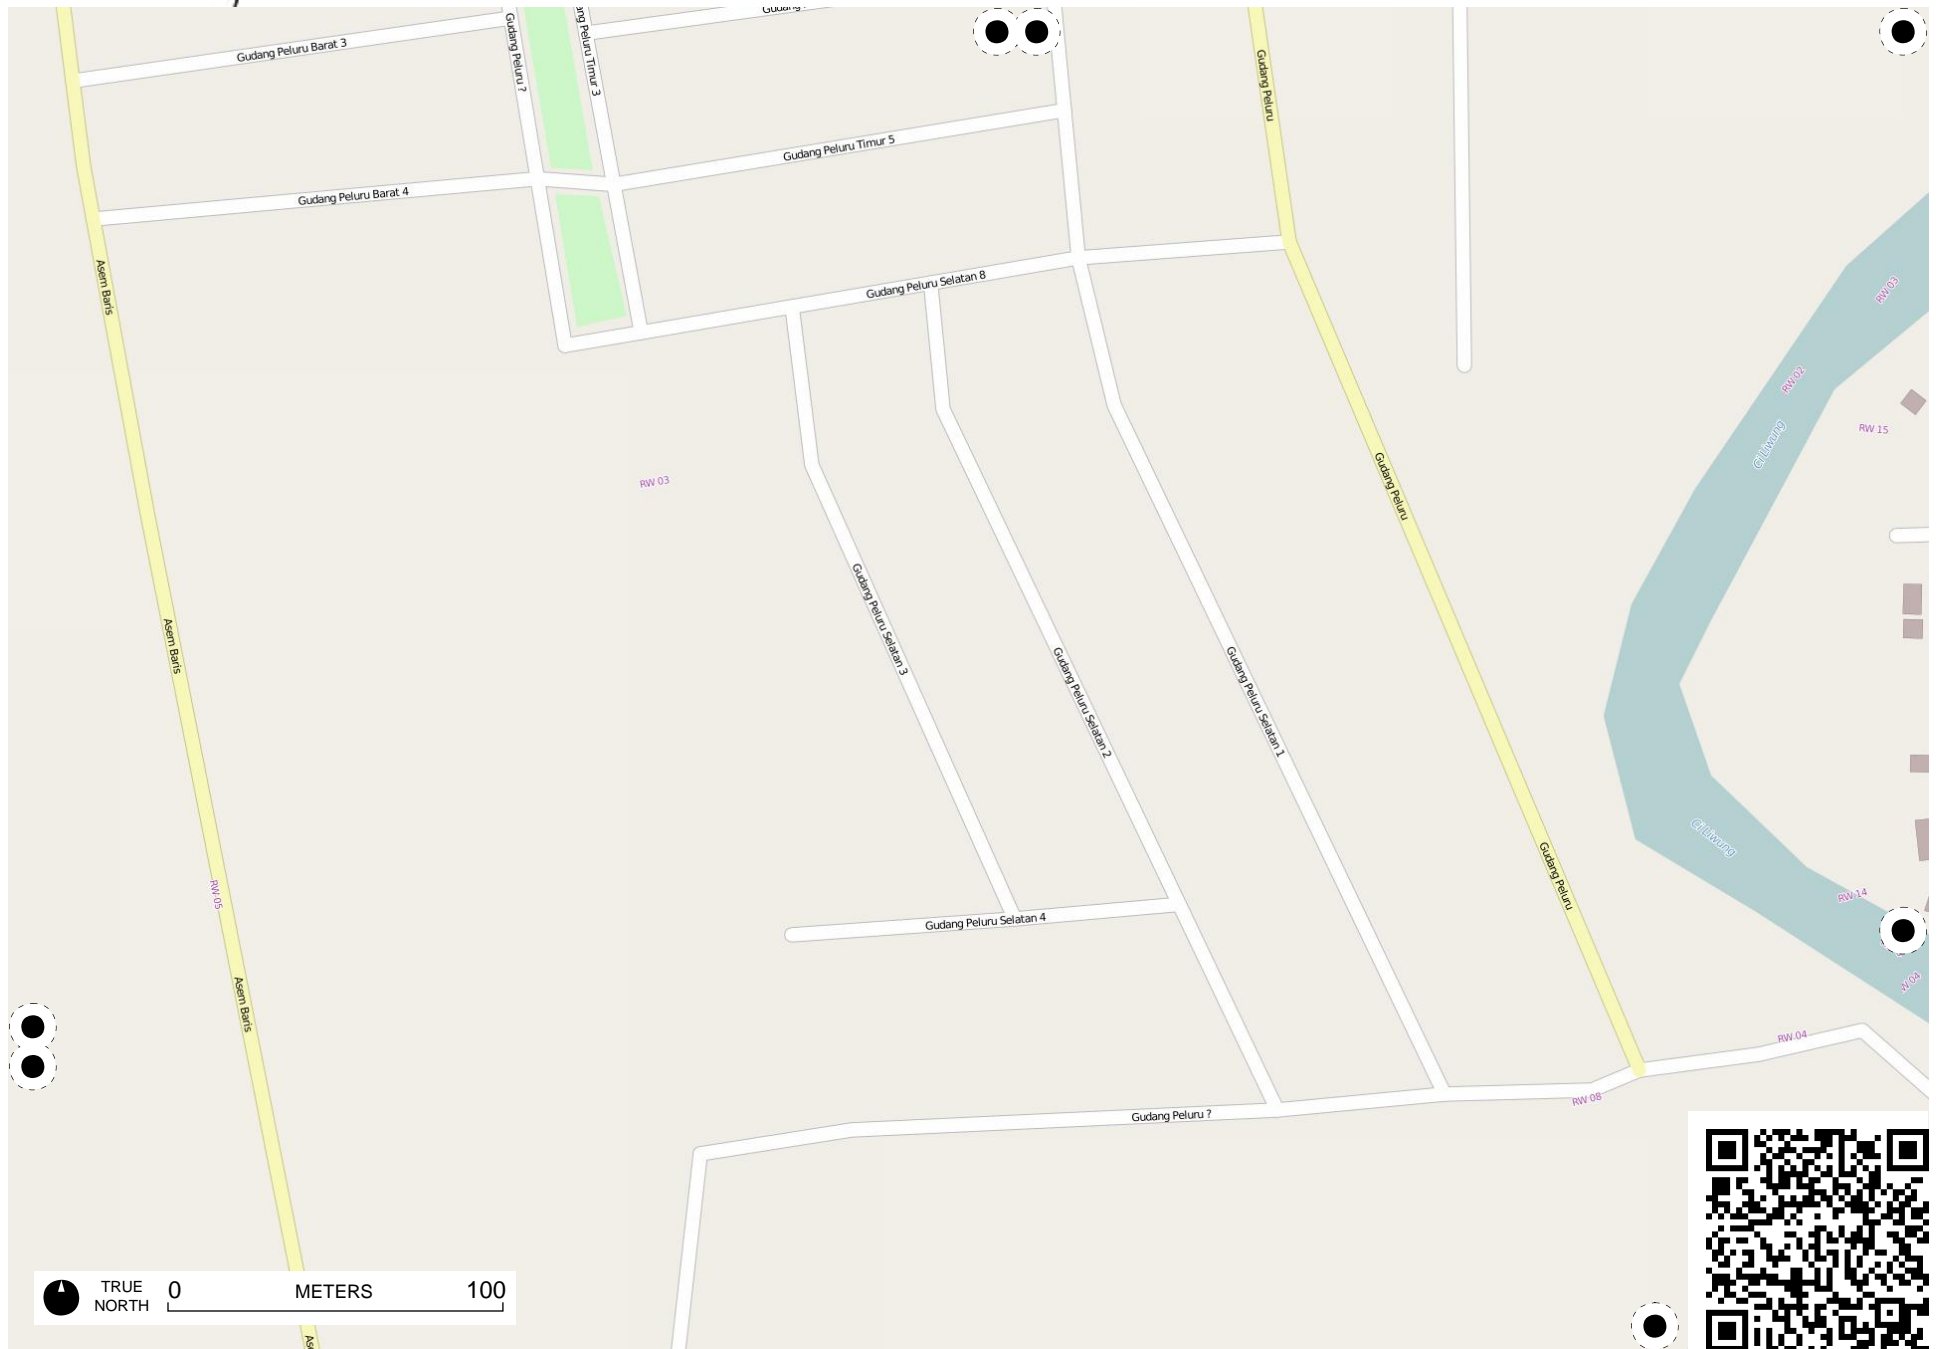 Gudang Peluru Barat 3
Gudang Peluru ?
Peluru Timur 3
Gudang Peluru
Gudang Peluru Timur 5
Gudang Peluru Barat 4
Asem Baris
Gudang Peluru Selatan 8
RW 03
RW 02
Ci Liwung
RW 15
RW 03
Gudang Peluru
Gudang Peluru Selatan 3
Asem Baris
Gudang Peluru Selatan 2
Gudang Peluru Selatan 1
Ci Liwung
Gudang Peluru
RW 05
RW 14
Gudang Peluru Selatan 4
Asem Baris
W 04
RW 04
RW 08
Gudang Peluru ?
TRUE
NORTH
0 METERS 100